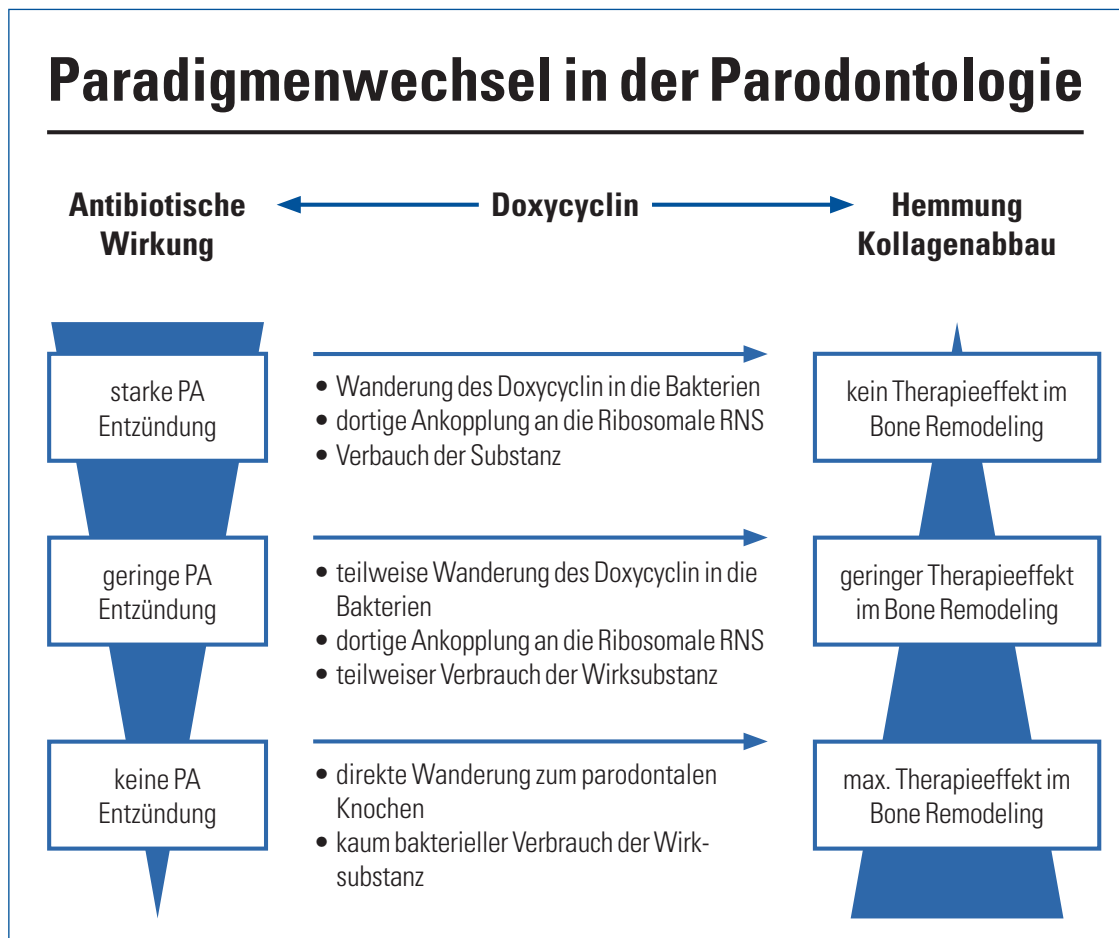 Paradigmenwechsel in der Parodontologie
Antibiotische
Wirkung
Doxycyclin
Hemmung
Kollagenabbau
starke PA
Entzündung
• Wanderung des Doxycyclin in die Bakterien
• dortige Ankopplung an die Ribosomale RNS
• Verbauch der Substanz
kein Therapieeffekt im
Bone Remodeling
geringe PA
Entzündung
• teilweise Wanderung des Doxycyclin in die
Bakterien
• dortige Ankopplung an die Ribosomale RNS
• teilweiser Verbrauch der Wirksubstanz
geringer Therapieeffekt
im Bone Remodeling
keine PA
Entzündung
• direkte Wanderung zum parodontalen
Knochen
• kaum bakterieller Verbrauch der Wirk-
substanz
max. Therapieeffekt im
Bone Remodeling